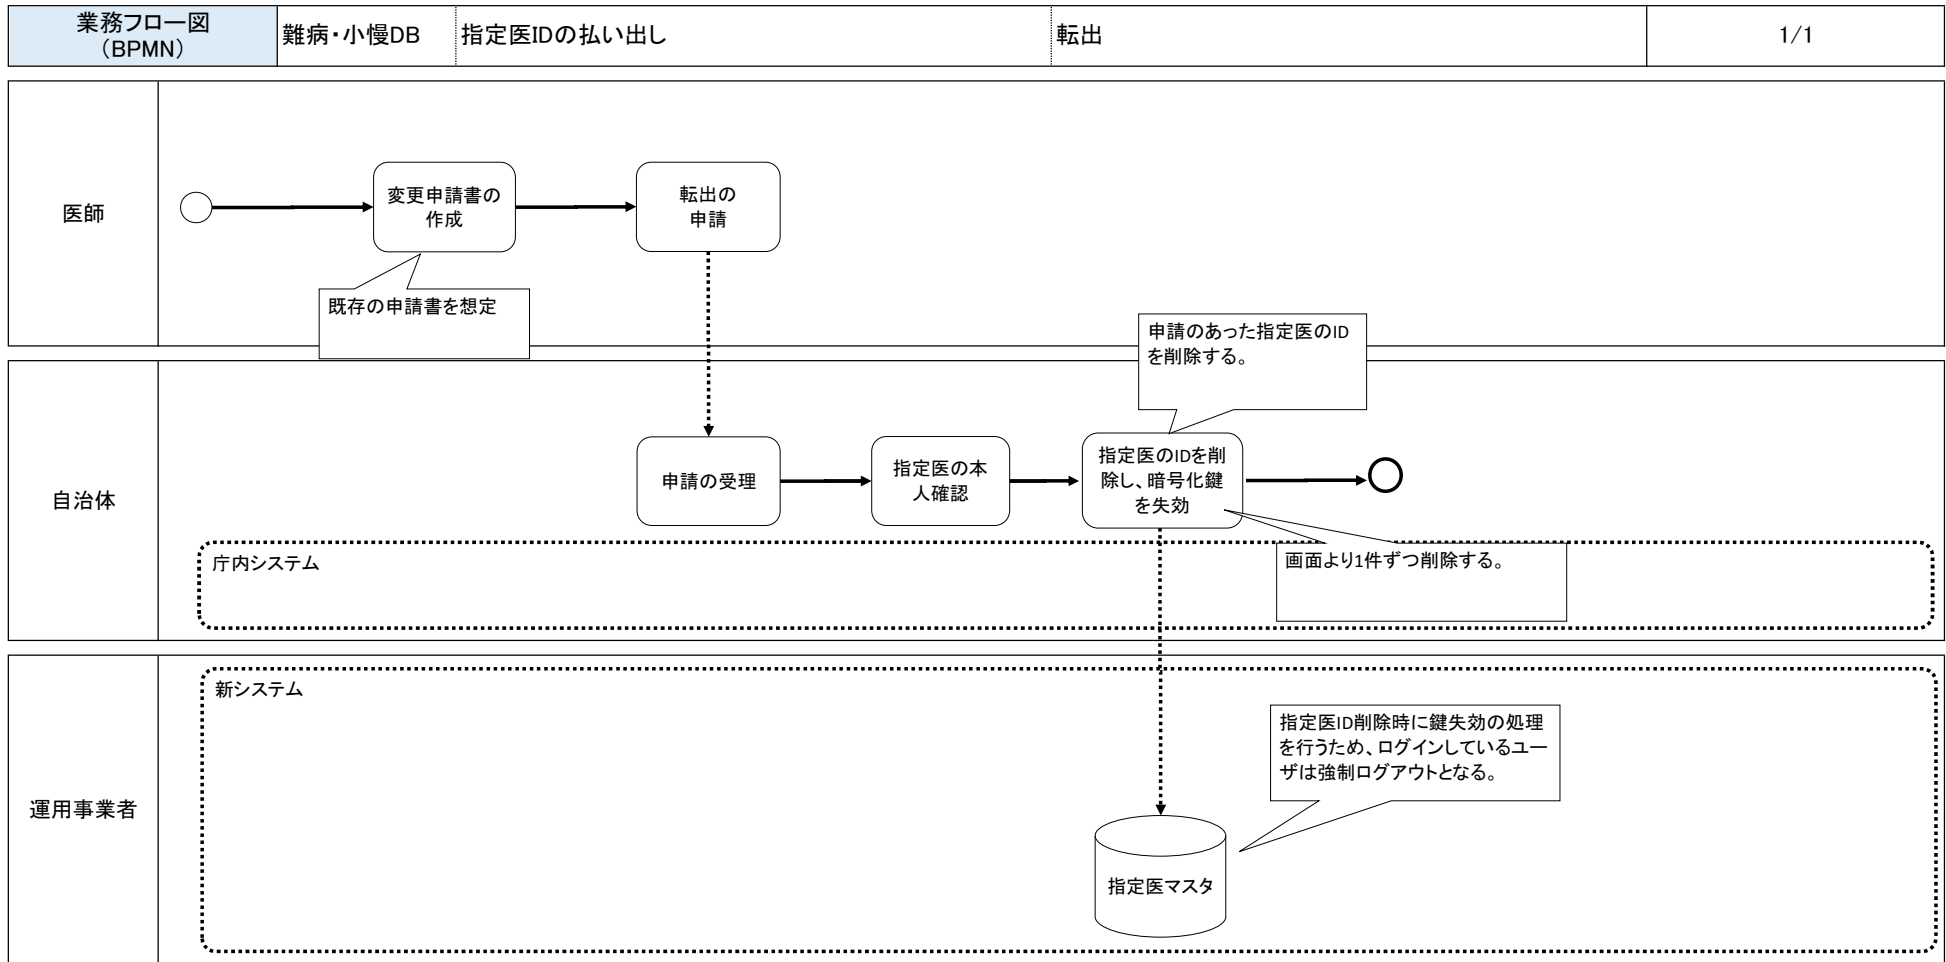 業務フロー図
（BPMN）
難病・小慢DB
指定医IDの払い出し
転出
1/1
医師
変更申請書の
作成
転出の
申請
既存の申請書を想定
申請のあった指定医のID
を削除する。
自治体
申請の受理
指定医の本
人確認
指定医のIDを削
除し、暗号化鍵
を失効
庁内システム
画面より1件ずつ削除する。
運用事業者
新システム
指定医ID削除時に鍵失効の処理
を行うため、ログインしているユー
ザは強制ログアウトとなる。
指定医マスタ